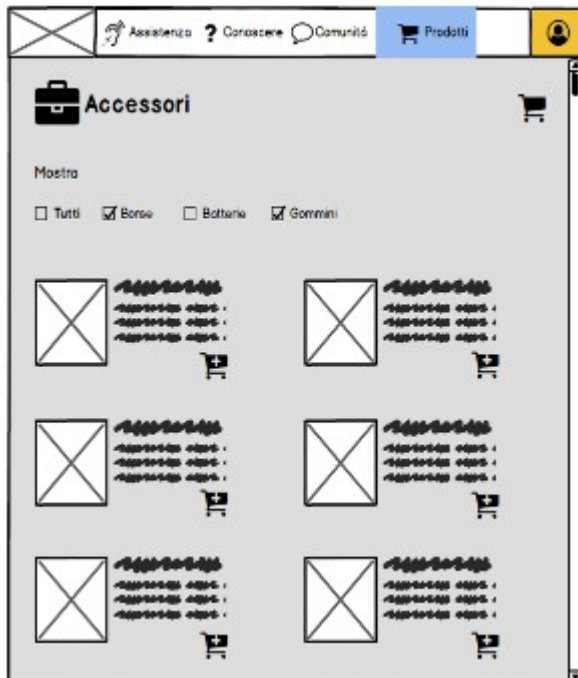 Assistenza ? Conoscere Comunità Prodotti
Accessori
Mostra
Tutti Borse Batterie Gommini